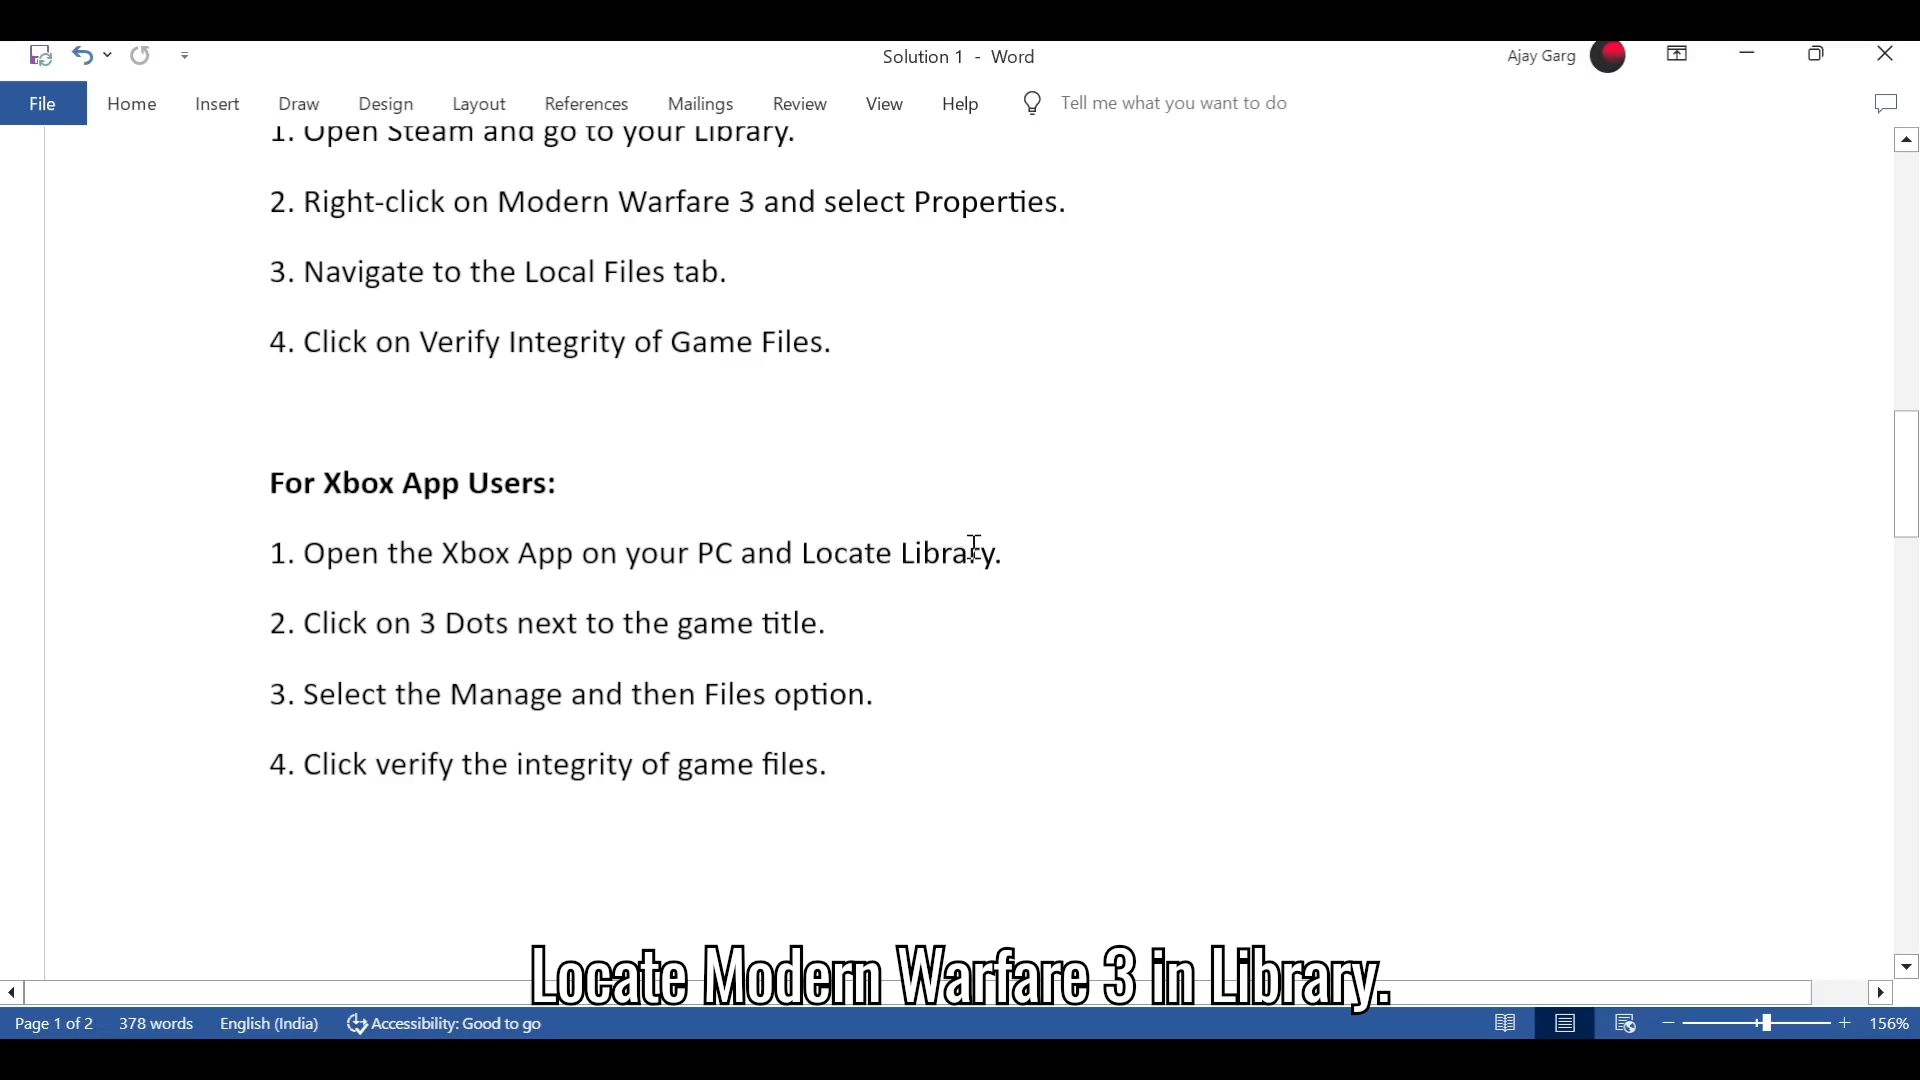 Solution 1 - Word
Ajay Garg
File Home Insert Draw Design Layout References Mailings Review View Help Tell me what you want to do
1. Open Steam and go to your Library.
2. Right-click on Modern Warfare 3 and select Properties.
3. Navigate to the Local Files tab.
4. Click on Verify Integrity of Game Files.
For Xbox App Users:
1. Open the Xbox App on your PC and Locate Library.
2. Click on 3 Dots next to the game title.
3. Select the Manage and then Files option.
4. Click verify the integrity of game files.
Locate Modern Warfare 3 in Library.
Page 1 of 2 378 words English (India) Accessibility: Good to go 156%